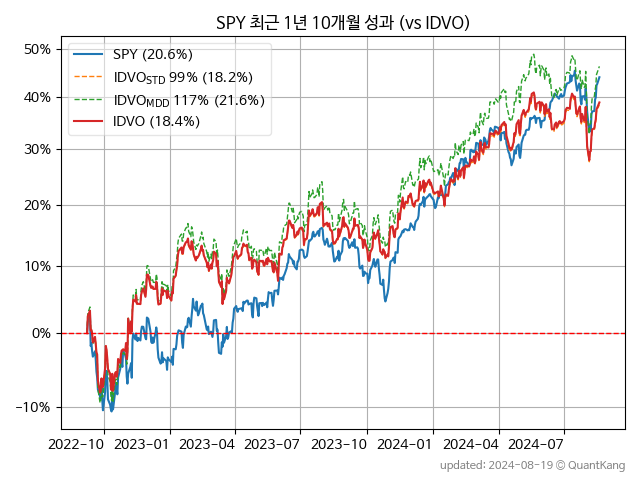 SPY 최근 1년 10개월 성과 (vs IDVO)
50%
40%
30%
20%
10%
0%
−10%
SPY (20.6%)
IDVO_STD 99% (18.2%)
IDVO_MDD 117% (21.6%)
IDVO (18.4%)
2022-10 2023-01 2023-04 2023-07 2023-10 2024-01 2024-04 2024-07
updated: 2024-08-19 © QuantKang